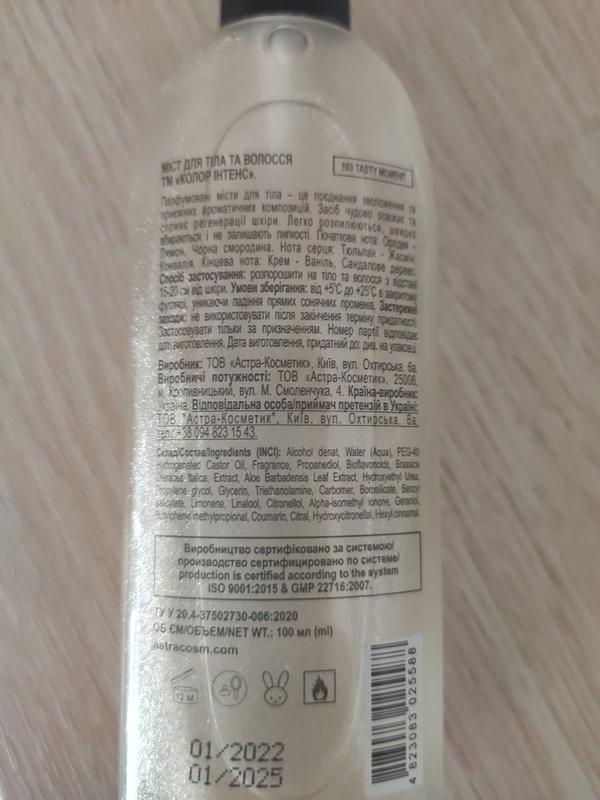 МІСТ ДЛЯ ТІЛА ТА ВОЛОССЯ
ТМ «КОЛОР ІНТЕНС».
103 TASTY MOMENT
Парфумовані місти для тіла – це поєднання зволоження та
приємних ароматичних композицій. Засіб чудово освіжає та
сприяє регенерації шкіри. Легко розпилюються, швидко
вбираються і не залишають липкості. Початкова нота: Орхідея -
Лимон, Чорна смородина. Нота серця: Тюльпан - Жасмін,
Конвалія. Кінцева нота: Крем - Ваніль, Сандалове дерево.
Спосіб застосування: розпорошити на тіло та волосся з відстані
15-20 см від шкіри. Умови зберігання: від +5°С до +25°С в закритому
футлярі, уникаючи падіння прямих сонячних променів. Застережні
заходи: не використовувати після закінчення терміну придатності.
Застосовувати тільки за призначенням. Номер партії відповідає
даті виготовлення. Дата виготовлення, придатний до: див. на упаковці.
Виробник: ТОВ «Астра-Косметик», Київ, вул. Охтирська, 6а.
Виробничі потужності: ТОВ «Астра-Косметик», 25006,
м. Кропивницький, вул. М. Смоленчука, 4. Країна-виробник:
Україна. Відповідальна особа/приймач претензій в Україні:
ТОВ "Астра-Косметик", Київ, вул. Охтирська, 6а,
тел.: +38 094 823 15 43.
Склад/Состав/Ingredients (INCI): Alcohol denat, Water (Aqua), PEG-40
Hydrogenated Castor Oil, Fragrance, Propanediol, Bioflavonoids, Brassica
Oleracea Italica, Extract, Aloe Barbadensis Leaf Extract, Hydroxyethyl Urea,
Propylene glycol, Glycerin, Triethanolamine, Carbomer, Borosilicate, Benzyl
salicylate, Limonene, Linalool, Citronellol, Alpha-isomethyl ionone, Geraniol,
Butylphenyl methylpropional, Coumarin, Citral, Hydroxycitronellal, Hexyl cinnamal.
Виробництво сертифіковано за системою/
производство сертифицировано по системе/
production is certified according to the system
ISO 9001:2015 & GMP 22716:2007.
ТУ У 20.4-37502730-006:2020
ОБ ЄМ/ОБЪЕМ/NET WT.: 100 мл (ml)
astracosm.com
12 M
01/2022
01/2025
4 823083 025588